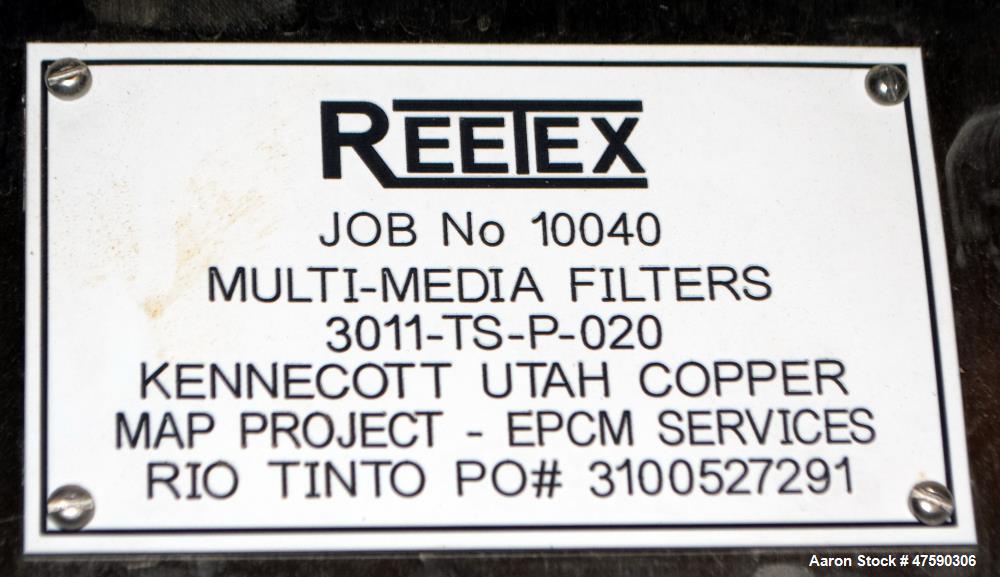 REETEX
JOB No 10040
MULTI-MEDIA FILTERS
3011-TS-P-020
KENNECOTT UTAH COPPER
MAP PROJECT - EPCM SERVICES
RIO TINTO PO# 3100527291
Aaron Stock # 47590306